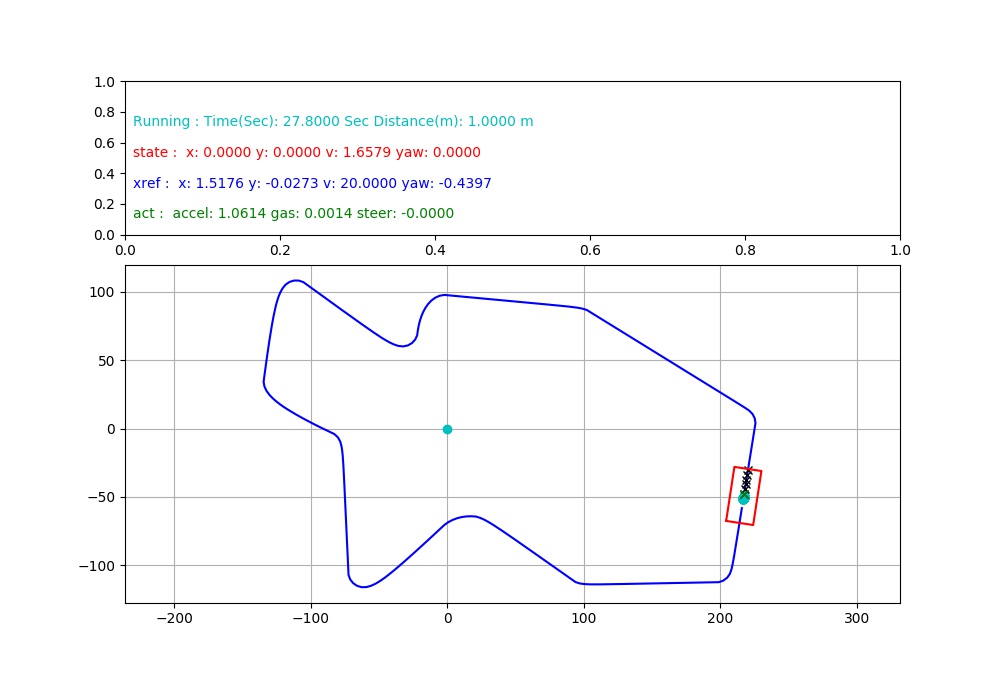 1.0
0.8
0.6
0.4
0.2
0.0
Running : Time(Sec): 27.8000 Sec Distance(m): 1.0000 m
state :  x: 0.0000 y: 0.0000 v: 1.6579 yaw: 0.0000
xref :  x: 1.5176 y: -0.0273 v: 20.0000 yaw: -0.4397
act :  accel: 1.0614 gas: 0.0014 steer: -0.0000
0.0 0.2 0.4 0.6 0.8 1.0
100
50
0
−50
−100
−200 −100 0 100 200 300